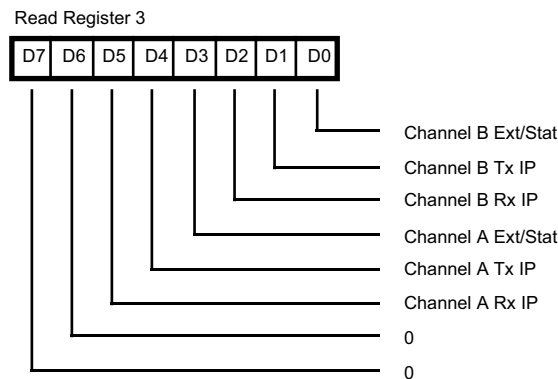 Read Register 3
D7 D6 D5 D4 D3 D2 D1 D0
Channel B Ext/Stat
Channel B Tx IP
Channel B Rx IP
Channel A Ext/Stat
Channel A Tx IP
Channel A Rx IP
0
0